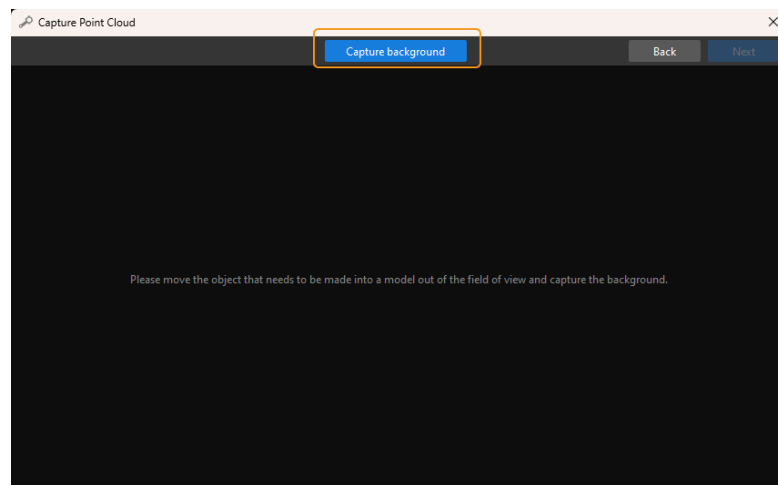 Capture Point Cloud
Capture background
Back
Next
Please move the object that needs to be made into a model out of the field of view and capture the background.